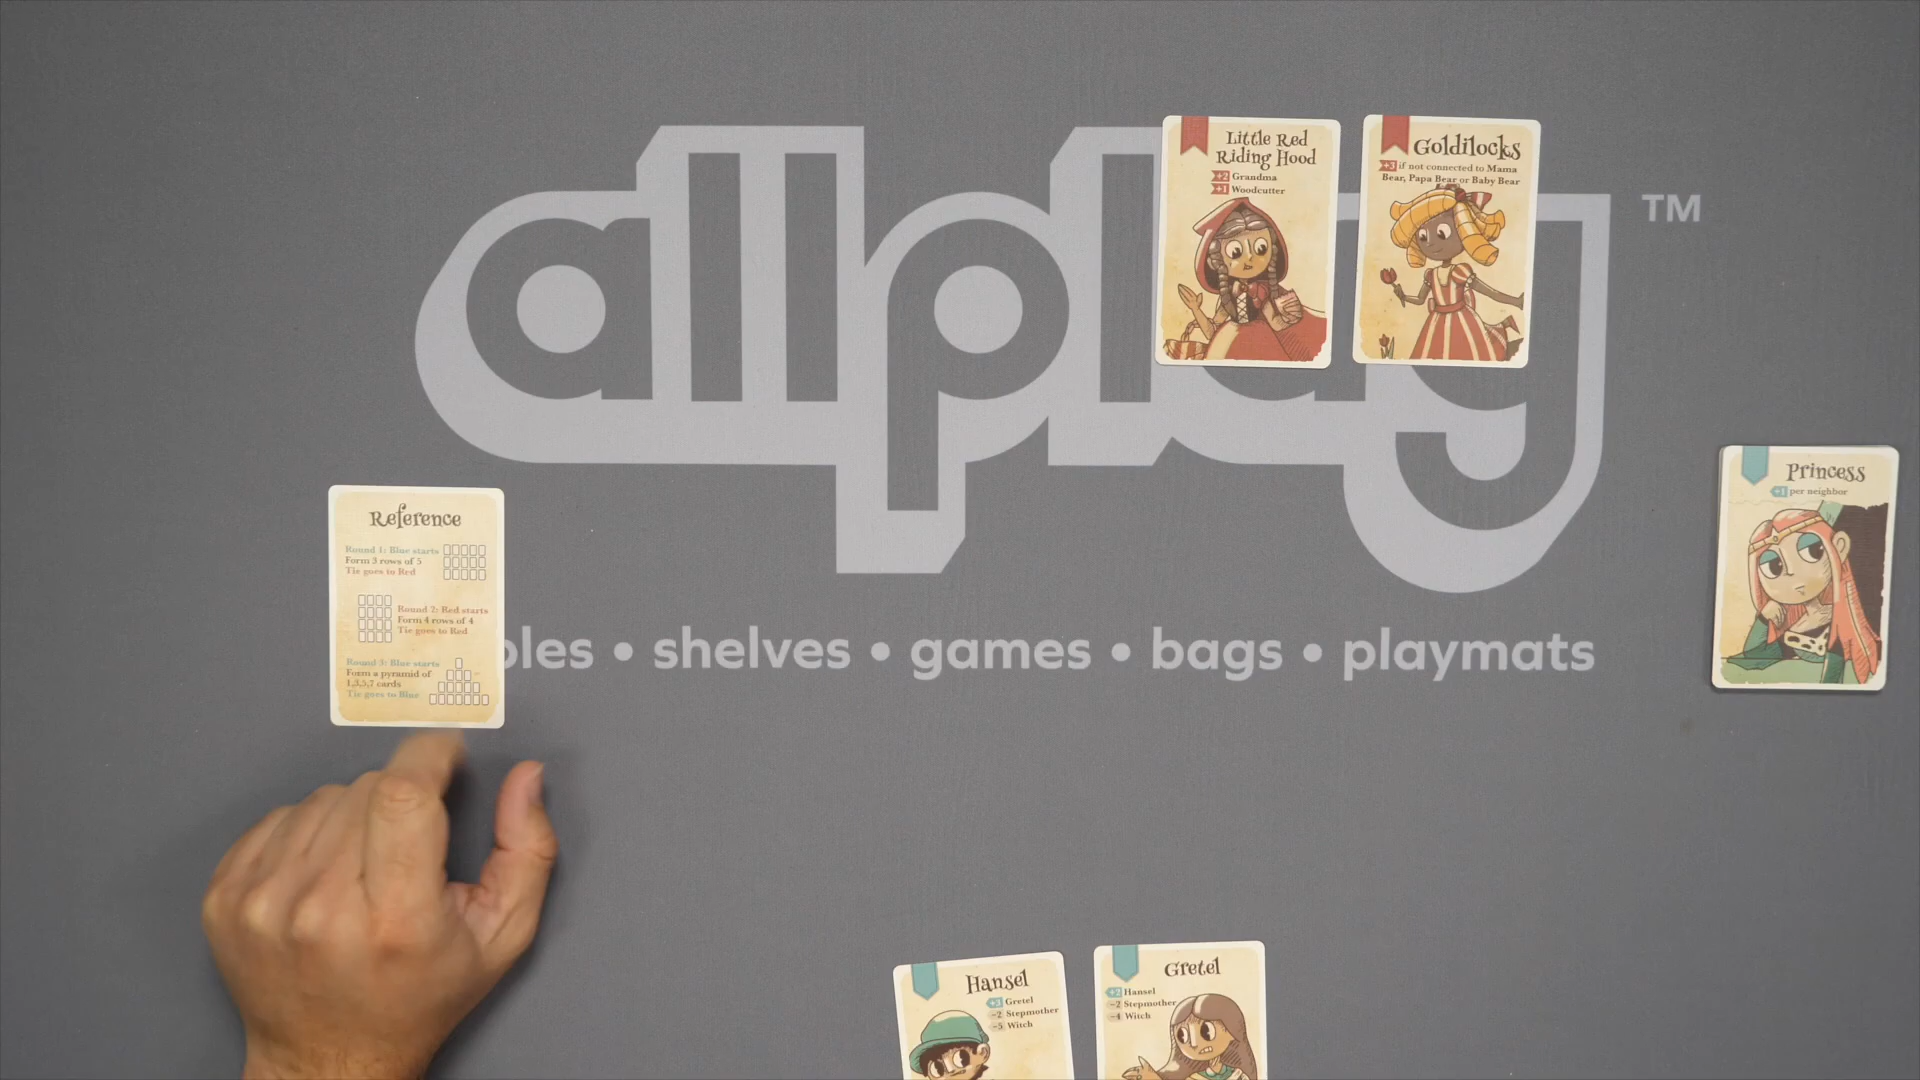 allplay
TM
bles • shelves • games • bags • playmats
Little Red
Riding Hood
+2 Grandma
+1 Woodcutter
Goldilocks
+3 if not connected to Mama
Bear, Papa Bear or Baby Bear
Reference
Round 1: Blue starts
Form 3 rows of 5
Tie goes to Red
Round 2: Red starts
Form 4 rows of 4
Tie goes to Red
Round 3: Blue starts
Form a pyramid of
1,3,5,7 cards
Tie goes to Blue
Princess
+1 per neighbor
Hansel
+3 Gretel
-2 Stepmother
-5 Witch
Gretel
+2 Hansel
-2 Stepmother
-4 Witch